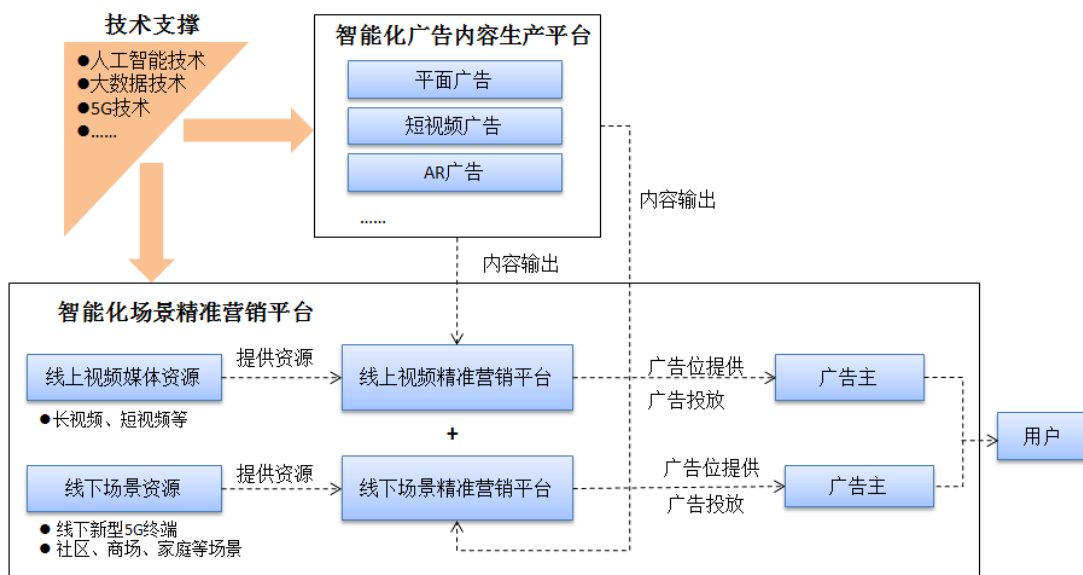 技术支撑
●人工智能技术
●大数据技术
●5G技术
●……
智能化广告内容生产平台
平面广告
短视频广告
AR广告
……
内容输出
内容输出
智能化场景精准营销平台
线上视频媒体资源
●长视频、短视频等
提供资源
线上视频精准营销平台
广告位提供
广告投放
广告主
+
用户
线下场景资源
●线下新型5G终端
●社区、商场、家庭等场景
提供资源
线下场景精准营销平台
广告位提供
广告投放
广告主